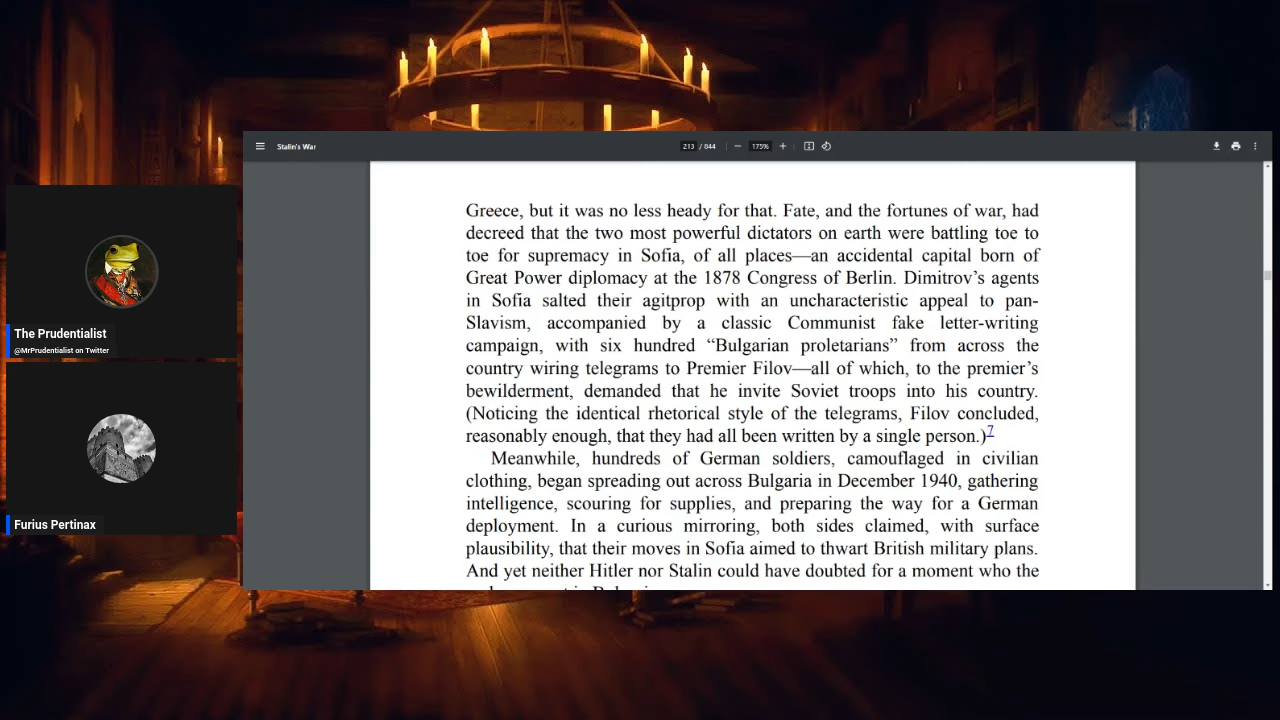 Stalin's War
213 / 844
175%
Greece, but it was no less heady for that. Fate, and the fortunes of war, had
decreed that the two most powerful dictators on earth were battling toe to
toe for supremacy in Sofia, of all places—an accidental capital born of
Great Power diplomacy at the 1878 Congress of Berlin. Dimitrov's agents
in Sofia salted their agitprop with an uncharacteristic appeal to pan-
Slavism, accompanied by a classic Communist fake letter-writing
campaign, with six hundred “Bulgarian proletarians” from across the
country wiring telegrams to Premier Filov—all of which, to the premier's
bewilderment, demanded that he invite Soviet troops into his country.
(Noticing the identical rhetorical style of the telegrams, Filov concluded,
reasonably enough, that they had all been written by a single person.)7
Meanwhile, hundreds of German soldiers, camouflaged in civilian
clothing, began spreading out across Bulgaria in December 1940, gathering
intelligence, scouring for supplies, and preparing the way for a German
deployment. In a curious mirroring, both sides claimed, with surface
plausibility, that their moves in Sofia aimed to thwart British military plans.
And yet neither Hitler nor Stalin could have doubted for a moment who the
The Prudentialist
@MrPrudentialist on Twitter
Furius Pertinax